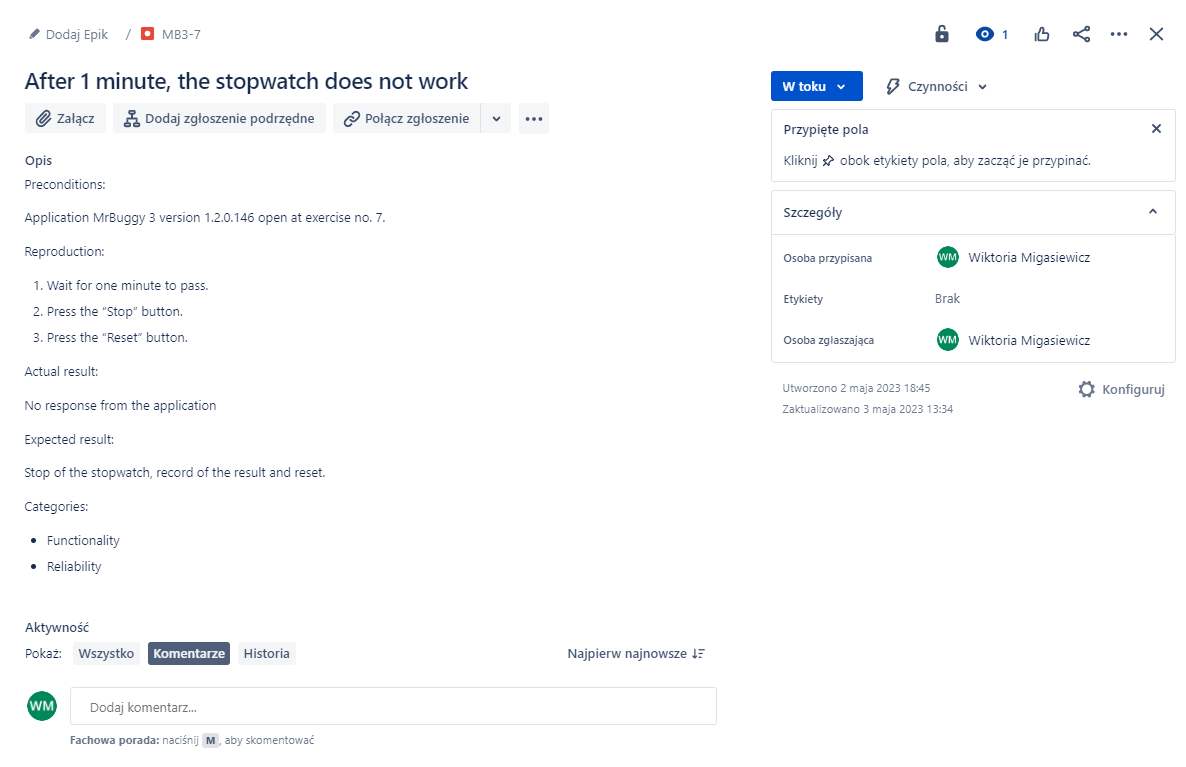 Dodaj Epik / MB3-7
1
After 1 minute, the stopwatch does not work
Załącz Dodaj zgłoszenie podrzędne Połącz zgłoszenie
Opis
Preconditions:
Application MrBuggy 3 version 1.2.0.146 open at exercise no. 7.
Reproduction:
1. Wait for one minute to pass.
2. Press the “Stop” button.
3. Press the “Reset” button.
Actual result:
No response from the application
Expected result:
Stop of the stopwatch, record of the result and reset.
Categories:
• Functionality
• Reliability
Aktywność
Pokaż: Wszystko Komentarze Historia Najpierw najnowsze
WM Dodaj komentarz...
Fachowa porada: naciśnij M, aby skomentować
W toku Czynności
Przypięte pola
Kliknij obok etykiety pola, aby zacząć je przypinać.
Szczegóły
Osoba przypisana WM Wiktoria Migasiewicz
Etykiety Brak
Osoba zgłaszająca WM Wiktoria Migasiewicz
Utworzono 2 maja 2023 18:45 Konfiguruj
Zaktualizowano 3 maja 2023 13:34